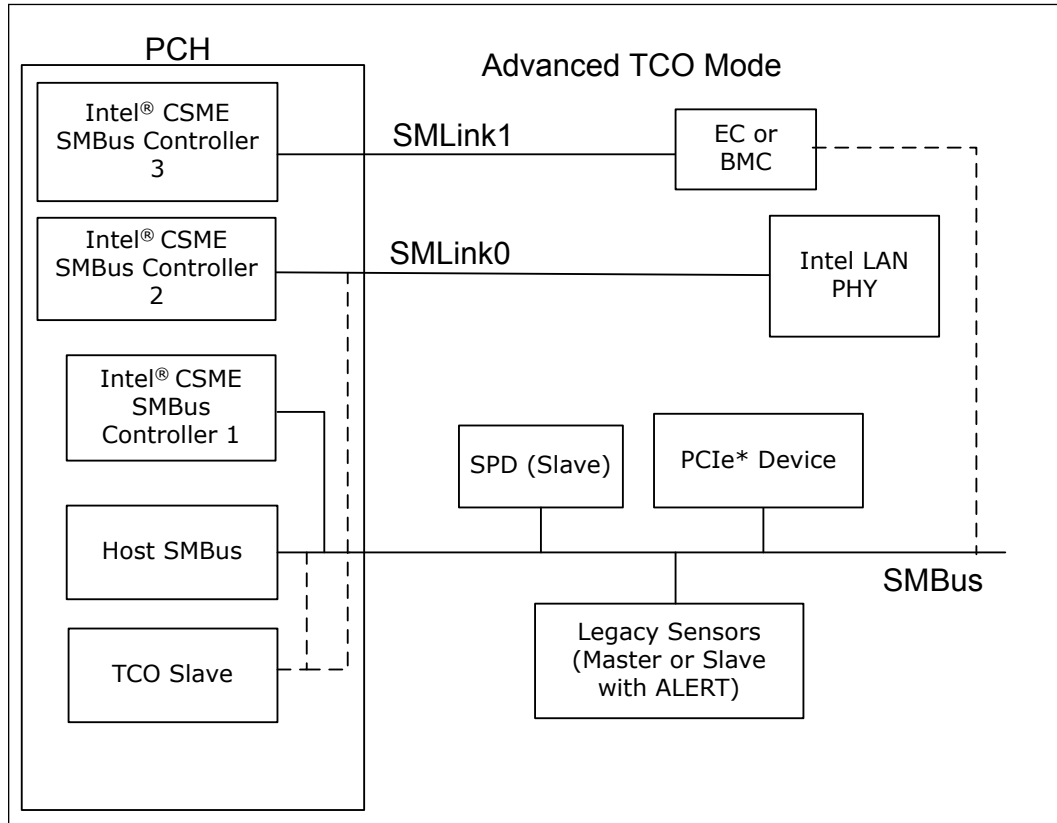 PCH
Advanced TCO Mode
Intel® CSME
SMBus Controller
3
SMLink1
EC or
BMC
Intel® CSME
SMBus Controller
2
SMLink0
Intel LAN
PHY
Intel® CSME
SMBus
Controller 1
SPD (Slave)
PCIe* Device
Host SMBus
SMBus
Legacy Sensors
(Master or Slave
with ALERT)
TCO Slave